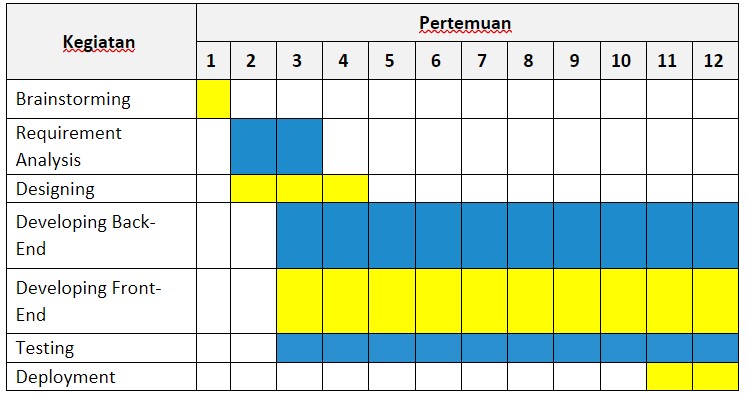 Kegiatan
Pertemuan
1 2 3 4 5 6 7 8 9 10 11 12
Brainstorming
Requirement
Analysis
Designing
Developing Back-
End
Developing Front-
End
Testing
Deployment